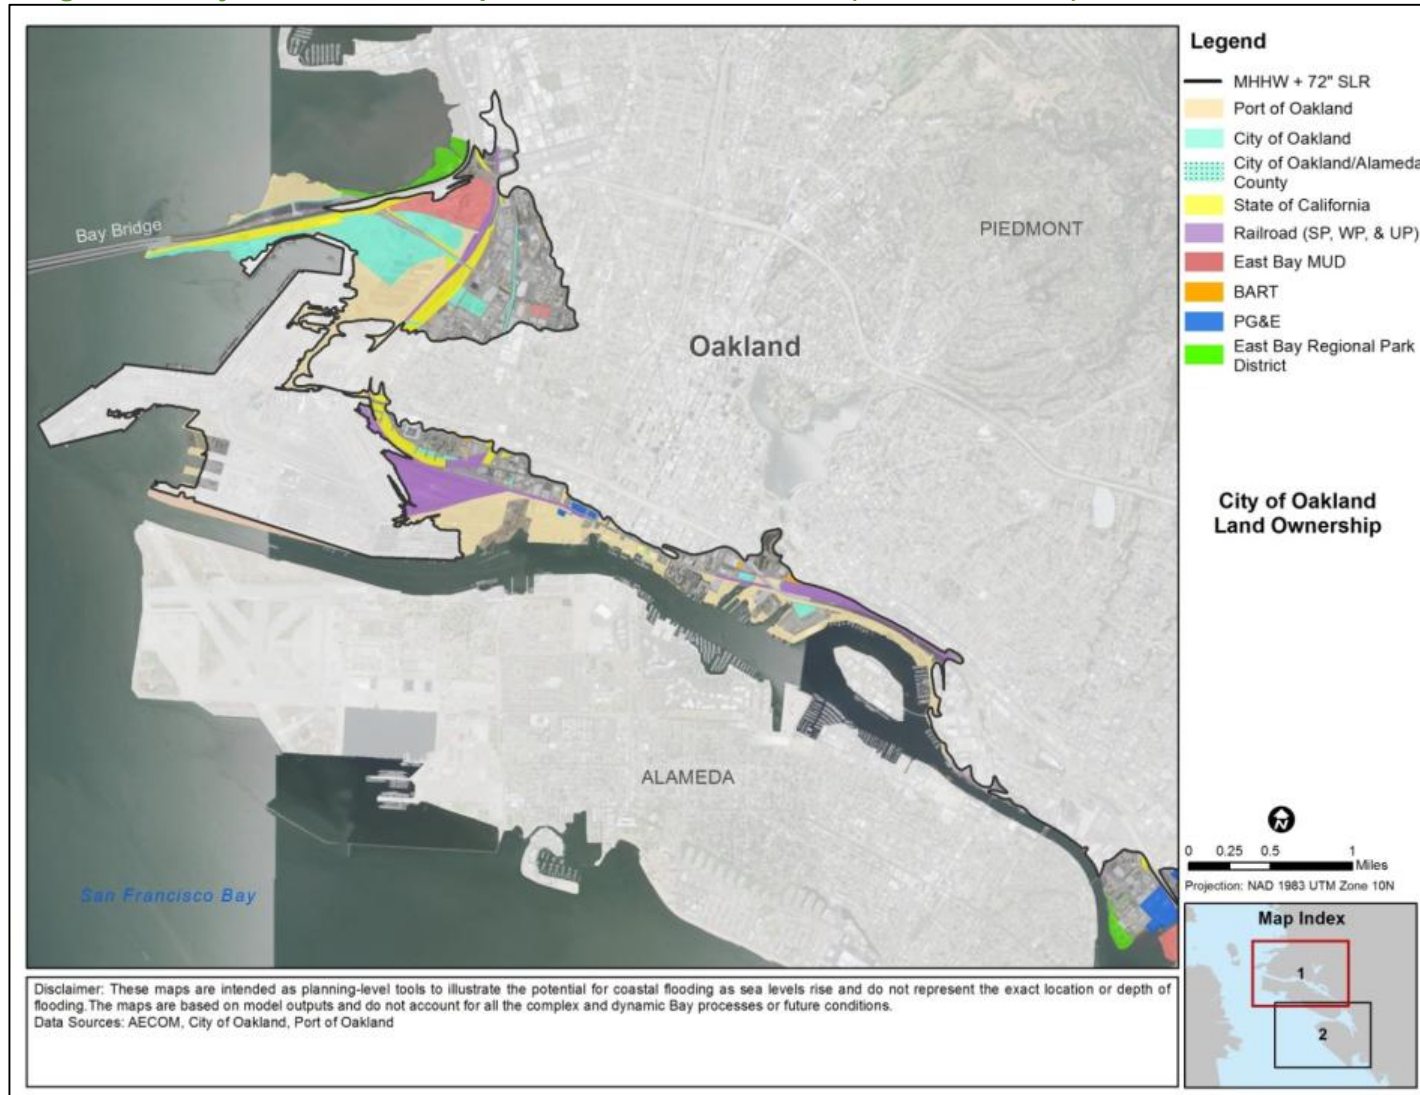 Legend
MHHW + 72" SLR
Port of Oakland
City of Oakland
City of Oakland/Alameda
County
State of California
Railroad (SP, WP, & UP)
East Bay MUD
BART
PG&E
East Bay Regional Park
District
City of Oakland
Land Ownership
Bay Bridge
PIEDMONT
Oakland
ALAMEDA
San Francisco Bay
N
0 0.25 0.5 1
Miles
Projection: NAD 1983 UTM Zone 10N
Map Index
1
2
Disclaimer: These maps are intended as planning-level tools to illustrate the potential for coastal flooding as sea levels rise and do not represent the exact location or depth of
flooding.The maps are based on model outputs and do not account for all the complex and dynamic Bay processes or future conditions.
Data Sources: AECOM, City of Oakland, Port of Oakland